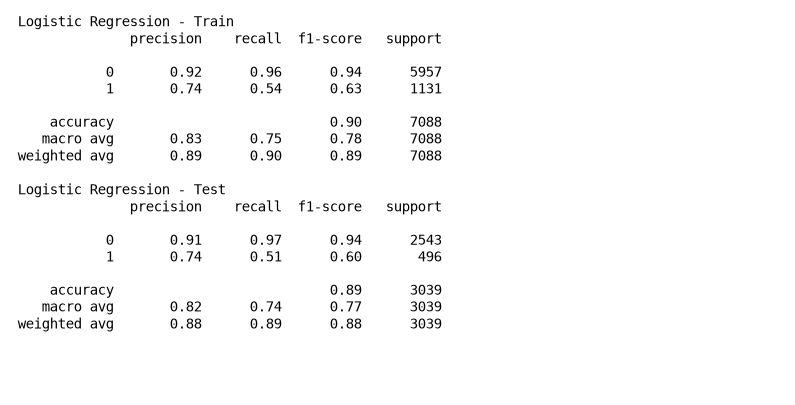 Logistic Regression - Train
              precision    recall  f1-score   support

           0       0.92      0.96      0.94      5957
           1       0.74      0.54      0.63      1131

    accuracy                           0.90      7088
   macro avg       0.83      0.75      0.78      7088
weighted avg       0.89      0.90      0.89      7088

Logistic Regression - Test
              precision    recall  f1-score   support

           0       0.91      0.97      0.94      2543
           1       0.74      0.51      0.60       496

    accuracy                           0.89      3039
   macro avg       0.82      0.74      0.77      3039
weighted avg       0.88      0.89      0.88      3039